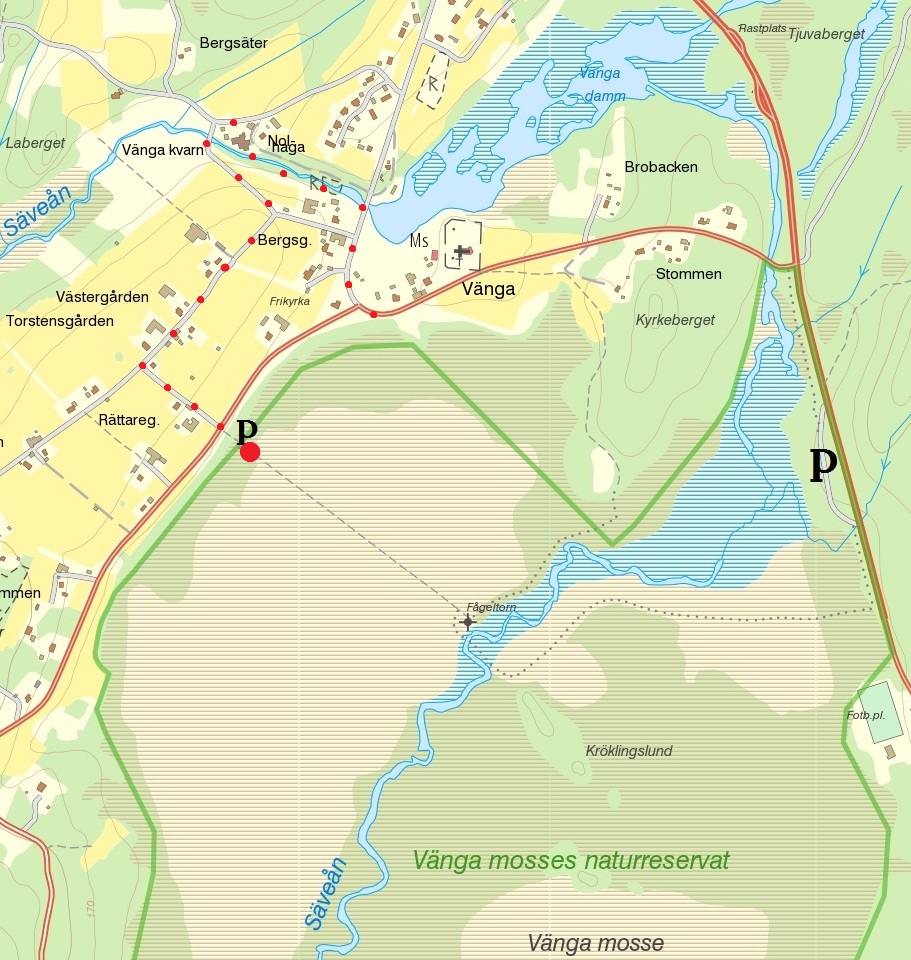 Bergsäter
Rastplats
Tjuvaberget
Vänga
damm
R
Laberget
Vänga kvarn
Nol-
haga
Brobacken
R
Säveån
Bergsg.
Ms
Stommen
Västergården
Frikyrka
Vänga
Torstensgården
Kyrkeberget
Rättareg.
P
P
n
mmen
Fågeltorn
r
Fotb.pl.
Kröklingslund
Vänga mosses naturreservat
Säveån
170
Vänga mosse